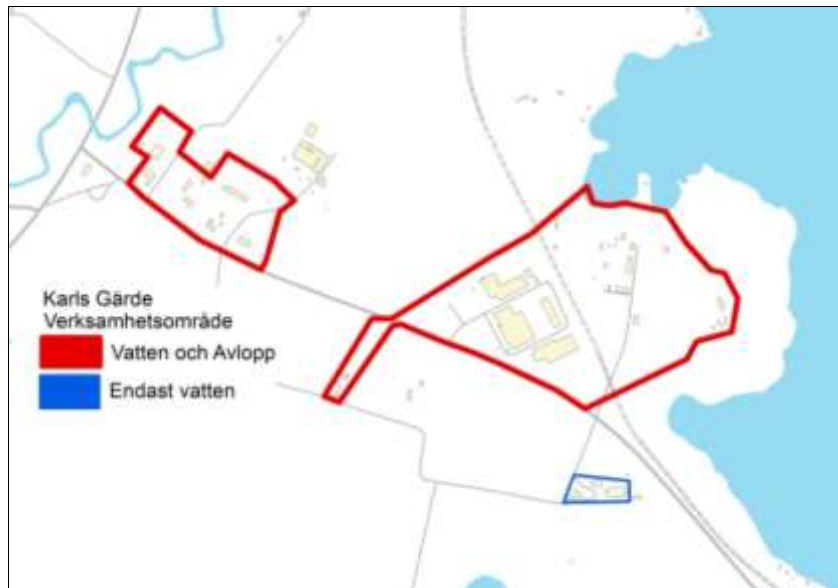 Karls Gärde
Verksamhetsområde
Vatten och Avlopp
Endast vatten